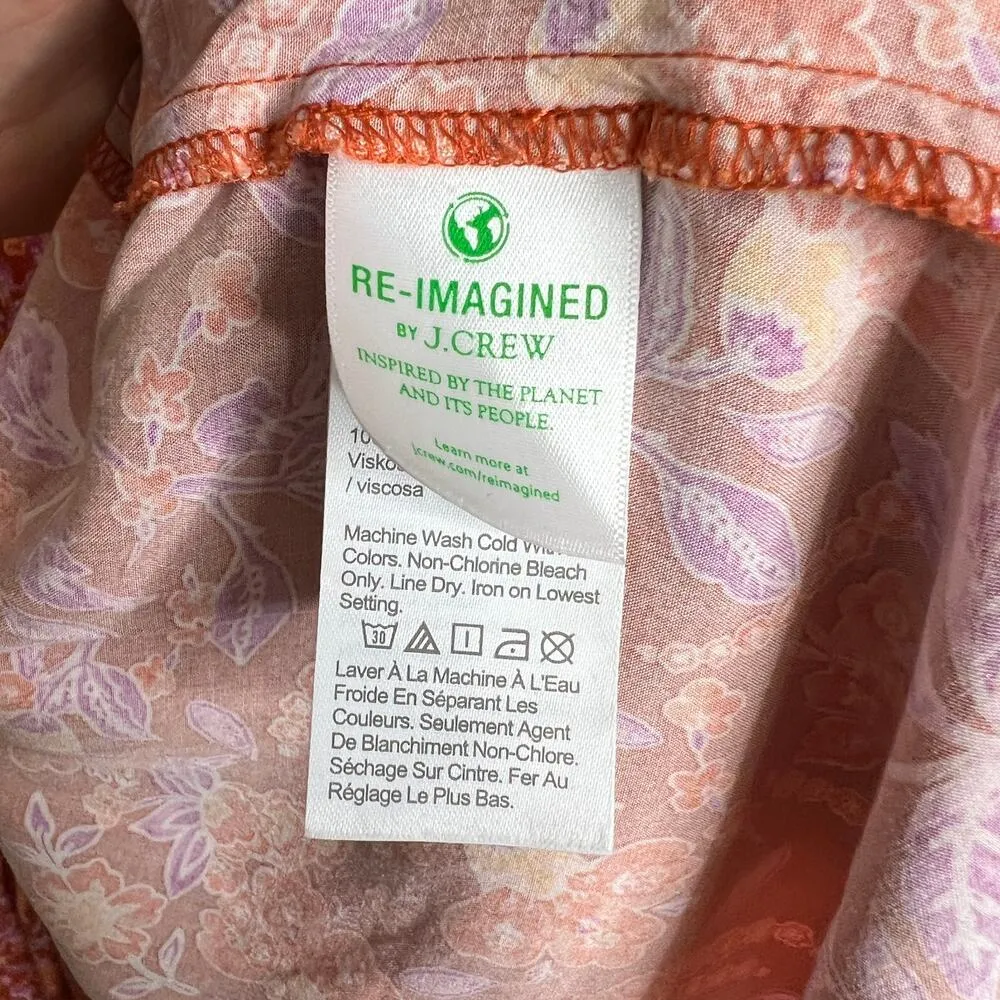 RE-IMAGINED
BY J.CREW
INSPIRED BY THE PLANET
AND ITS PEOPLE.
Learn more at
jcrew.com/reimagined
/ viscosa
Machine Wash Cold
Colors. Non-Chlorine Bleach
Only. Line Dry. Iron on Lowest
Setting.
30
Laver À La Machine À L'Eau
Froide En Séparant Les
Couleurs. Seulement Agent
De Blanchiment Non-Chlore.
Séchage Sur Cintre. Fer Au
Réglage Le Plus Bas.